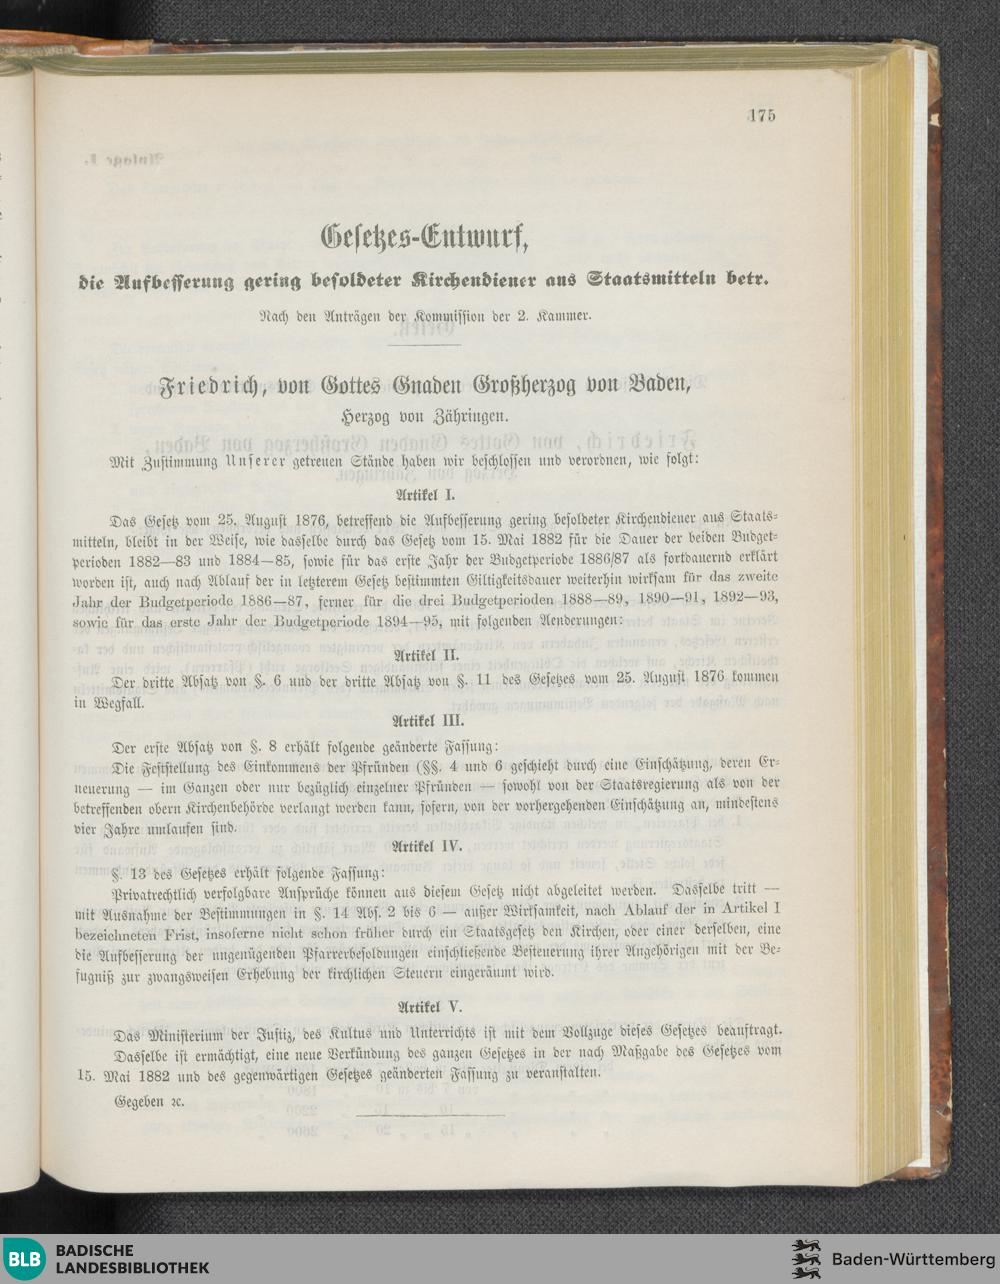 175
Gesetzes-Entwurf,
die Aufbesserung gering besoldeter Kirchendiener aus Staatsmitteln betr.
Nach den Anträgen der Kommission der 2. Kammer.
Friedrich, von Gottes Gnaden Großherzog von Baden,
Herzog von Zähringen.
Mit Zustimmung Unserer getreuen Stände haben wir beschlossen und verordnen, wie folgt:
Artikel I.
Das Gesetz vom 25. August 1876, betreffend die Aufbesserung gering besoldeter Kirchendiener aus Staats-
mitteln, bleibt in der Weise, wie dasselbe durch das Gesetz vom 15. Mai 1882 für die Dauer der beiden Budget-
perioden 1882—83 und 1884—85, sowie für das erste Jahr der Budgetperiode 1886/87 als fortdauernd erklärt
worden ist, auch nach Ablauf der in letzterem Gesetz bestimmten Giltigkeitsdauer weiterhin wirksam für das zweite
Jahr der Budgetperiode 1886—87, ferner für die drei Budgetperioden 1888—89, 1890—91, 1892—93,
sowie für das erste Jahr der Budgetperiode 1894—95, mit folgenden Aenderungen:
Artikel II.
Der dritte Absatz von §. 6 und der dritte Absatz von §. 11 des Gesetzes vom 25. August 1876 kommen
in Wegfall.
Artikel III.
Der erste Absatz von §. 8 erhält folgende geänderte Fassung:
Die Feststellung des Einkommens der Pfründen (§§. 4 und 6 geschieht durch eine Einschätzung, deren Er-
neuerung — im Ganzen oder nur bezüglich einzelner Pfründen — sowohl von der Staatsregierung als von der
betreffenden obern Kirchenbehörde verlangt werden kann, sofern, von der vorhergehenden Einschätzung an, mindestens
vier Jahre umlaufen sind.
Artikel IV.
§. 13 des Gesetzes erhält folgende Fassung:
Privatrechtlich verfolgbare Ansprüche können aus diesem Gesetz nicht abgeleitet werden. Dasselbe tritt —
mit Ausnahme der Bestimmungen in §. 14 Abs. 2 bis 6 — außer Wirksamkeit, nach Ablauf der in Artikel I
bezeichneten Frist, insoferne nicht schon früher durch ein Staatsgesetz den Kirchen, oder einer derselben, eine
die Aufbesserung der ungenügenden Pfarrerbesoldungen einschließende Besteuerung ihrer Angehörigen mit der Be-
fugniß zur zwangsweisen Erhebung der kirchlichen Steuern eingeräumt wird.
Artikel V.
Das Ministerium der Justiz, des Kultus und Unterrichts ist mit dem Vollzuge dieses Gesetzes beauftragt.
Dasselbe ist ermächtigt, eine neue Verkündung des ganzen Gesetzes in der nach Maßgabe des Gesetzes vom
15. Mai 1882 und des gegenwärtigen Gesetzes geänderten Fassung zu veranstalten.
Gegeben ꝛc.
BLB BADISCHE
LANDESBIBLIOTHEK
Baden-Württemberg